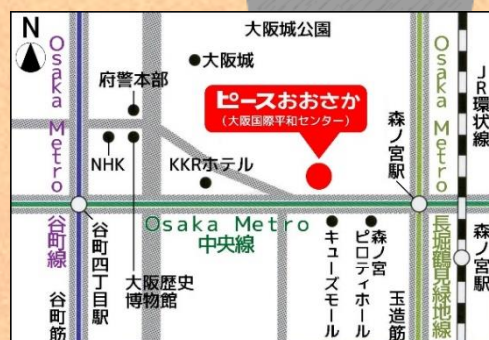 N
大阪城公園
Osaka Metro
谷町線
府警本部
大阪城
ピースおおさか
(大阪国際平和センター)
Osaka Metro
長堀鶴見緑地線
JR環状線
森ノ宮駅
NHK
KKRホテル
Osaka Metro
中央線
谷町四丁目駅
谷町筋
大阪歴史
博物館
キューズモール
森ノ宮
ピロティホール
玉造筋
森ノ宮駅